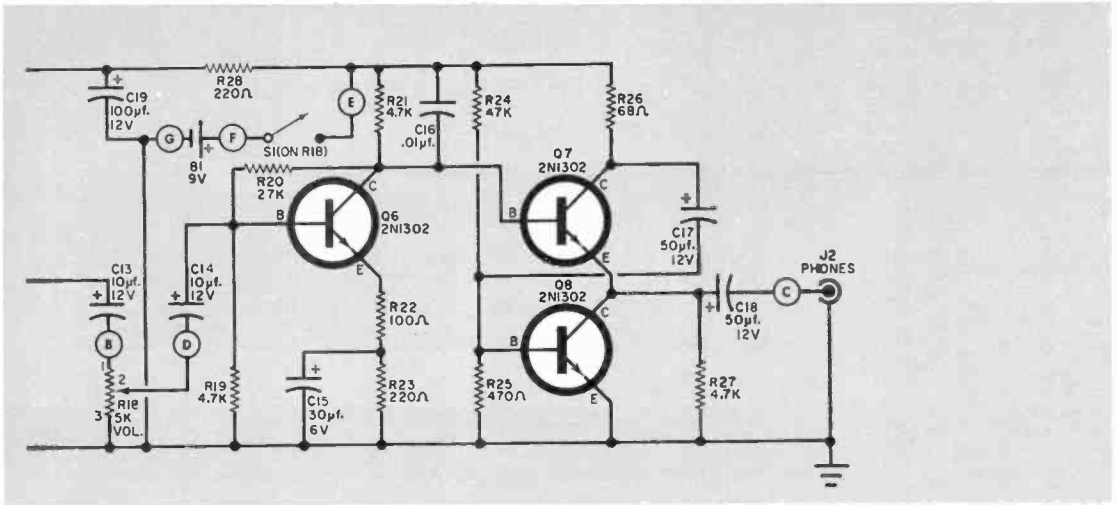 R28
220Ω
C19
100µf.
12V
+
G
B1
9V
+
F
S1(ON R18)
E
R21
4.7K
C16
.01µf.
R24
47K
R26
68Ω
R20
27K
B
C
E
Q6
2N1302
Q7
2N1302
B
C
E
+
C17
50µf.
12V
C13
10µf.
12V
+
B
C14
10µf.
12V
+
D
1
2
3
R18
5K
VOL.
R19
4.7K
R22
100Ω
+
C15
30µf.
6V
R23
220Ω
Q8
2N1302
B
C
E
R25
470Ω
+
C18
50µf.
12V
C
J2
PHONES
R27
4.7K